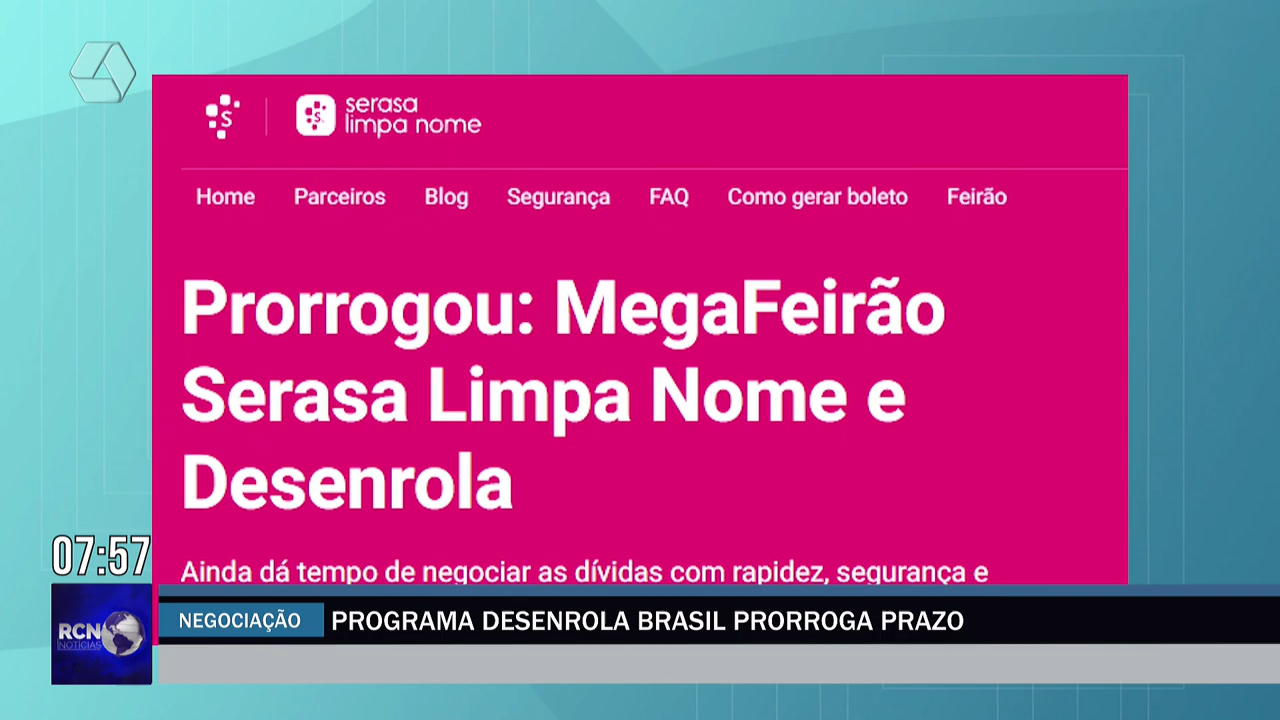 S
S
serasa
limpa nome
Home Parceiros Blog Segurança FAQ Como gerar boleto Feirão
Prorrogou: MegaFeirão
Serasa Limpa Nome e
Desenrola
Ainda dá tempo de negociar as dívidas com rapidez, segurança e
07:57
RCN
NOTÍCIAS
NEGOCIAÇÃO PROGRAMA DESENROLA BRASIL PRORROGA PRAZO